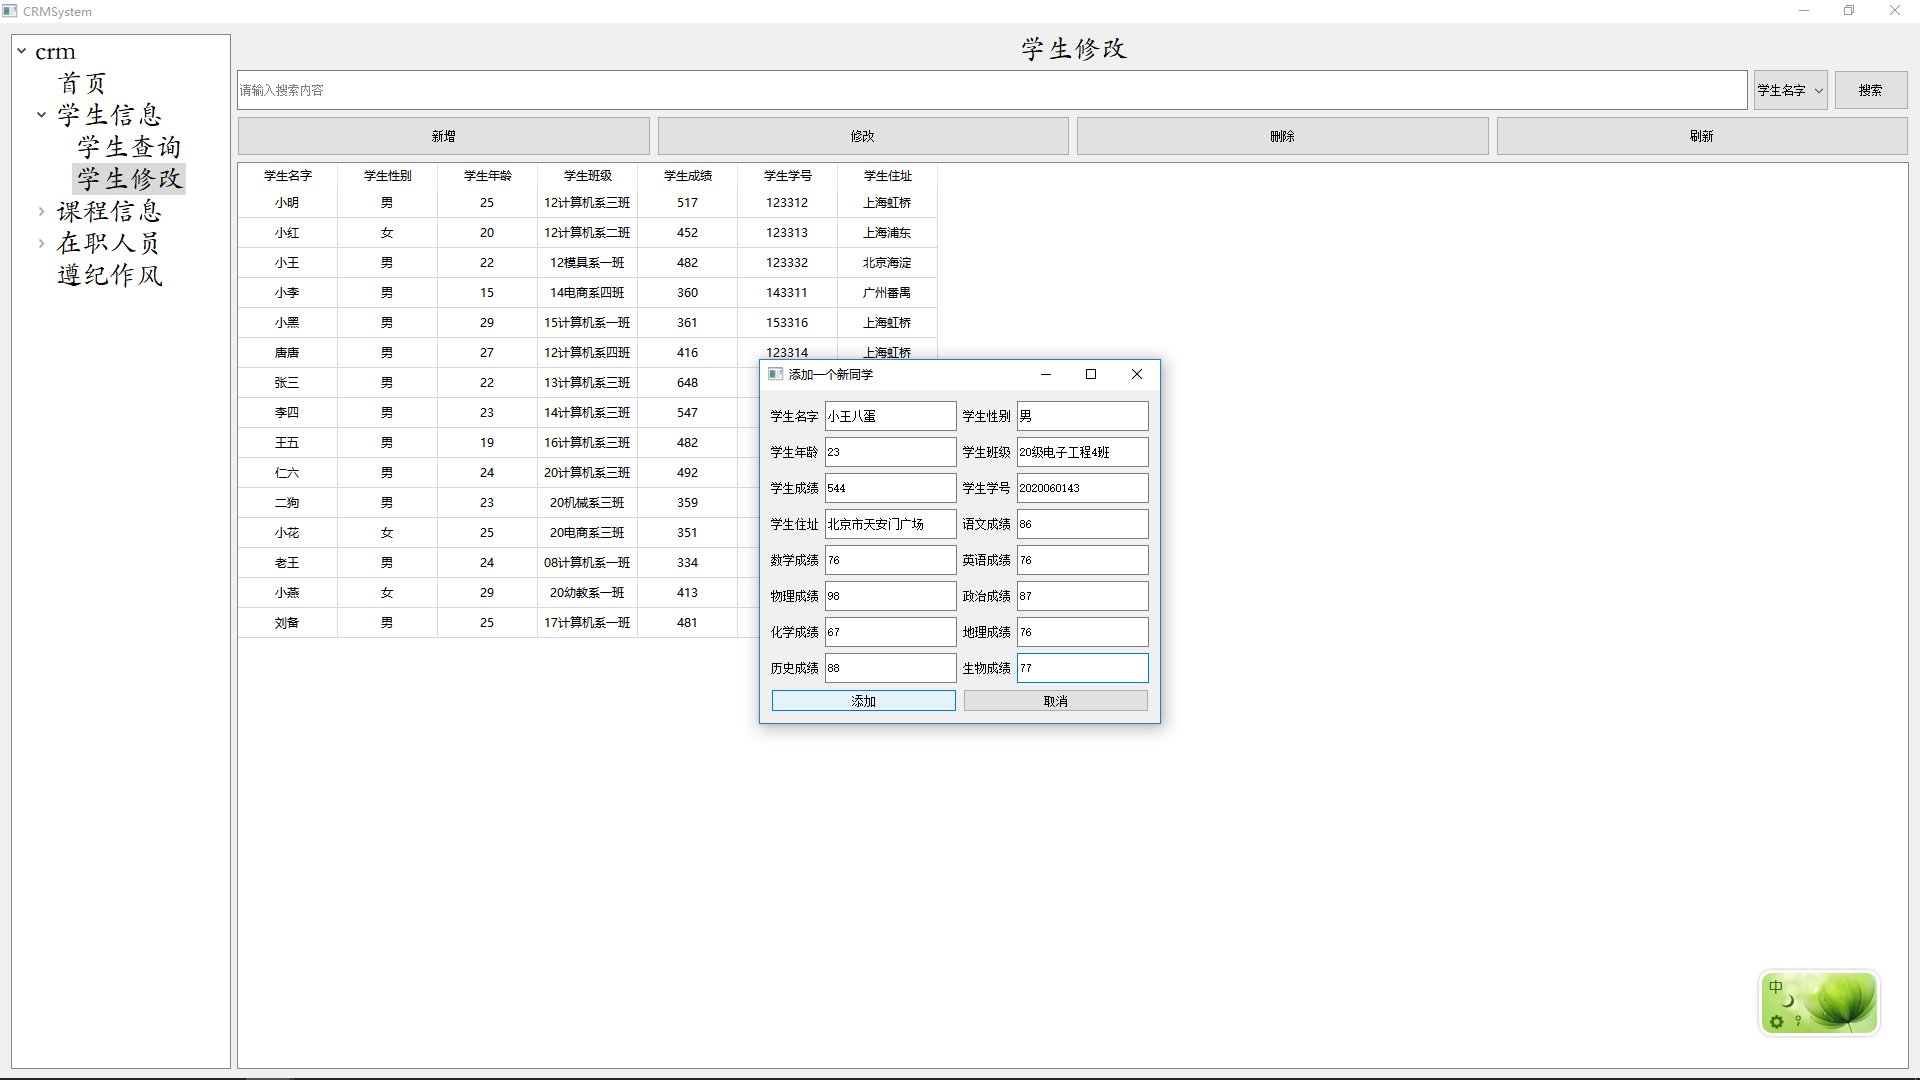 CRMSystem
crm
首页
学生信息
学生查询
学生修改
课程信息
在职人员
遵纪作风
学生修改
请输入搜索内容 学生名字 搜索
新增 修改 删除 刷新
学生名字 学生性别 学生年龄 学生班级 学生成绩 学生学号 学生住址
小明 男 25 12计算机系三班 517 123312 上海虹桥
小红 女 20 12计算机系二班 452 123313 上海浦东
小王 男 22 12模具系一班 482 123332 北京海淀
小李 男 15 14电商系四班 360 143311 广州番禺
小黑 男 29 15计算机系一班 361 153316 上海虹桥
唐唐 男 27 12计算机系四班 416 123314 上海虹桥
张三 男 22 13计算机系三班 648
李四 男 23 14计算机系三班 547
王五 男 19 16计算机系三班 482
仁六 男 24 20计算机系三班 492
二狗 男 23 20机械系三班 359
小花 女 25 20电商系三班 351
老王 男 24 08计算机系一班 334
小燕 女 29 20幼教系一班 413
刘备 男 25 17计算机系一班 481
添加一个新同学
学生名字 小王八蛋 学生性别 男
学生年龄 23 学生班级 20级电子工程4班
学生成绩 544 学生学号 2020060143
学生住址 北京市天安门广场 语文成绩 86
数学成绩 76 英语成绩 76
物理成绩 98 政治成绩 87
化学成绩 67 地理成绩 76
历史成绩 88 生物成绩 77
添加 取消
中